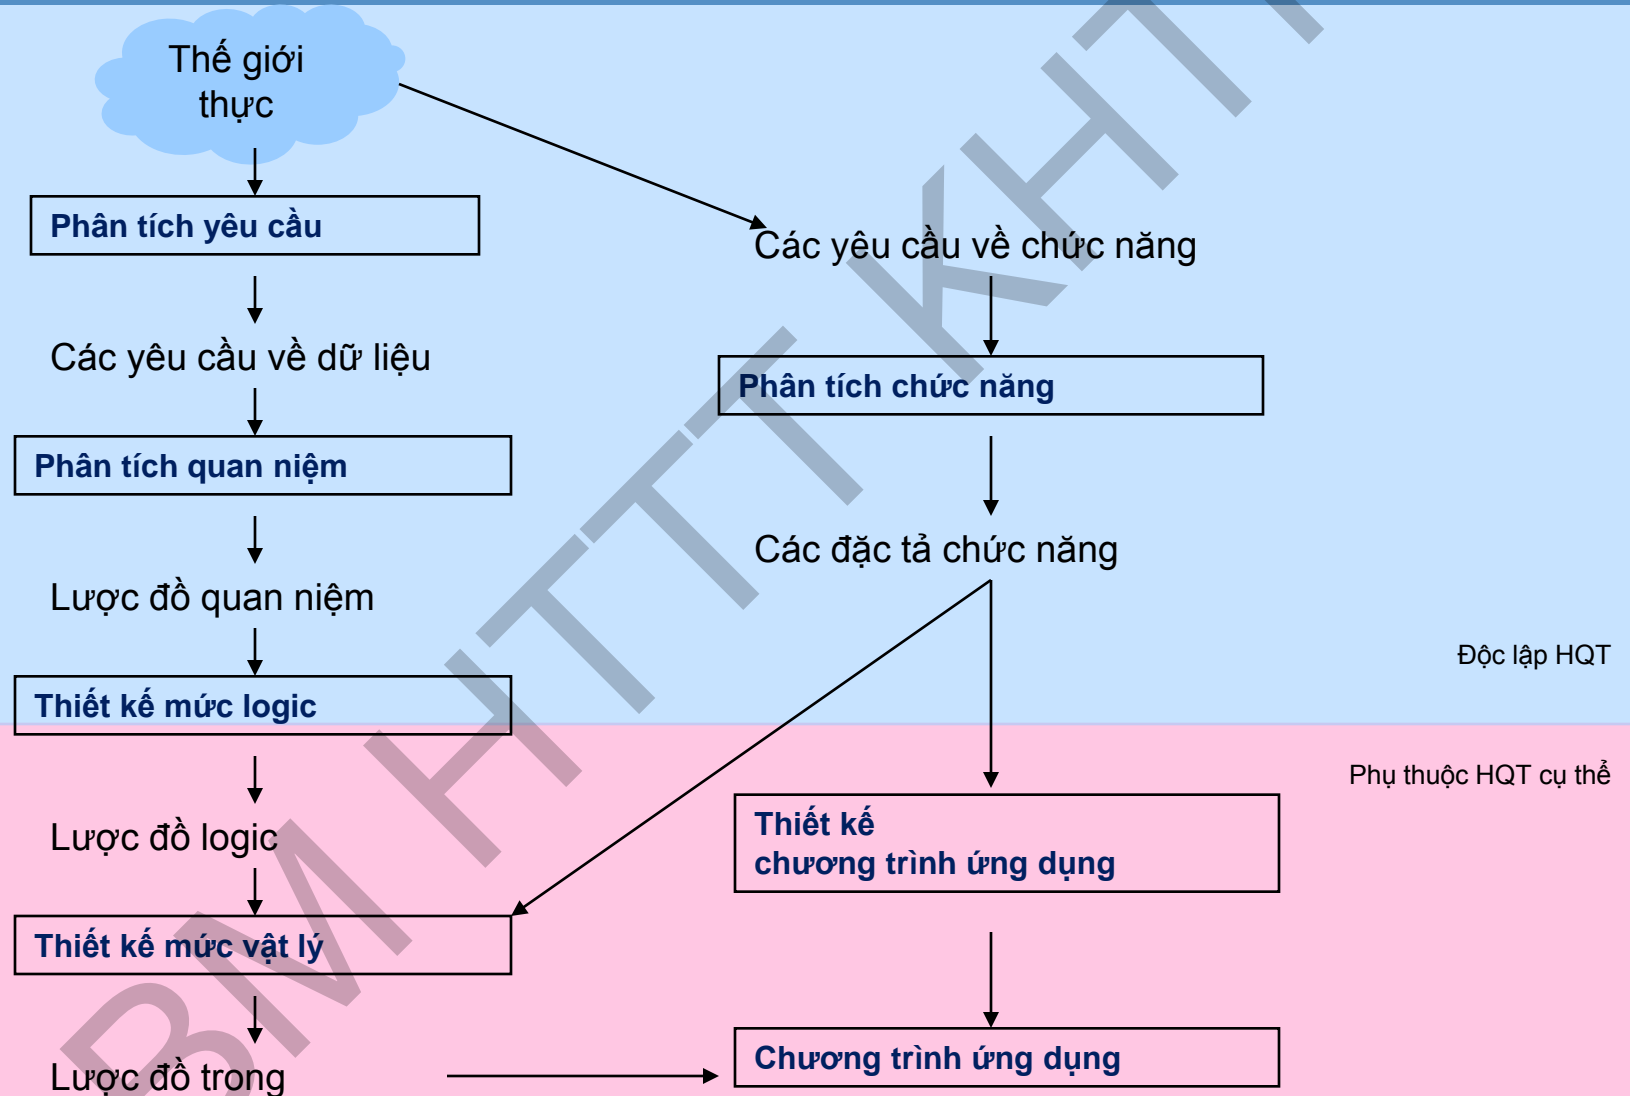 Thế giới
thực
Phân tích yêu cầu
Các yêu cầu về chức năng
Các yêu cầu về dữ liệu
Phân tích chức năng
Phân tích quan niệm
Các đặc tả chức năng
Lược đồ quan niệm
Độc lập HQT
Thiết kế mức logic
Phụ thuộc HQT cụ thể
Lược đồ logic
Thiết kế
chương trình ứng dụng
Thiết kế mức vật lý
Chương trình ứng dụng
Lược đồ trong
BM HTTT KHT